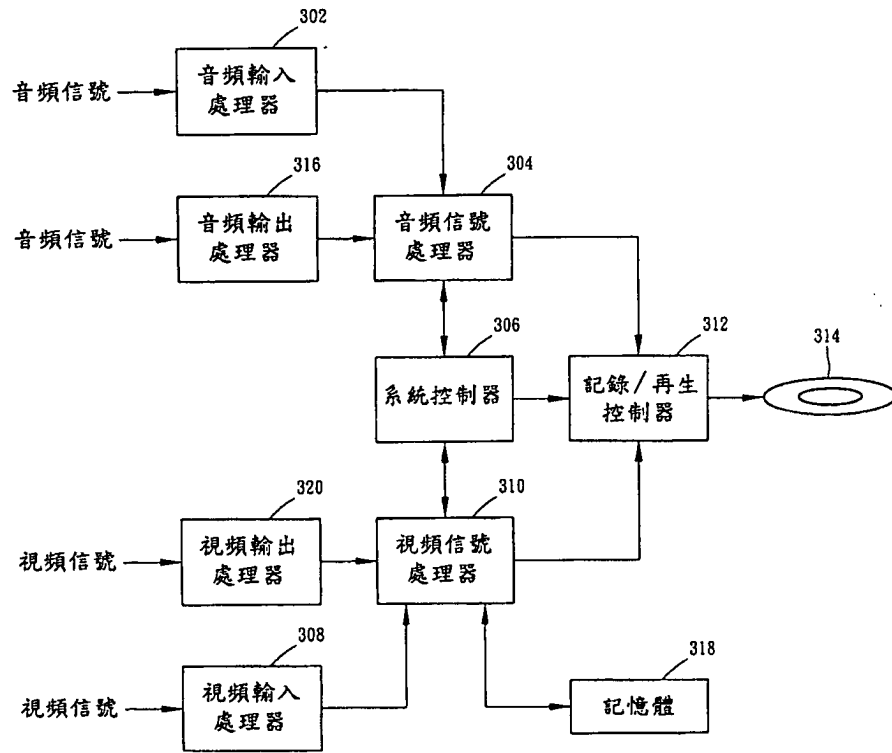 302
音頻信號
音頻輸入
處理器
316
304
音頻信號
音頻輸出
處理器
音頻信號
處理器
306
312
314
系統控制器
記錄/再生
控制器
320
310
視頻信號
視頻輸出
處理器
視頻信號
處理器
308
318
視頻信號
視頻輸入
處理器
記憶體